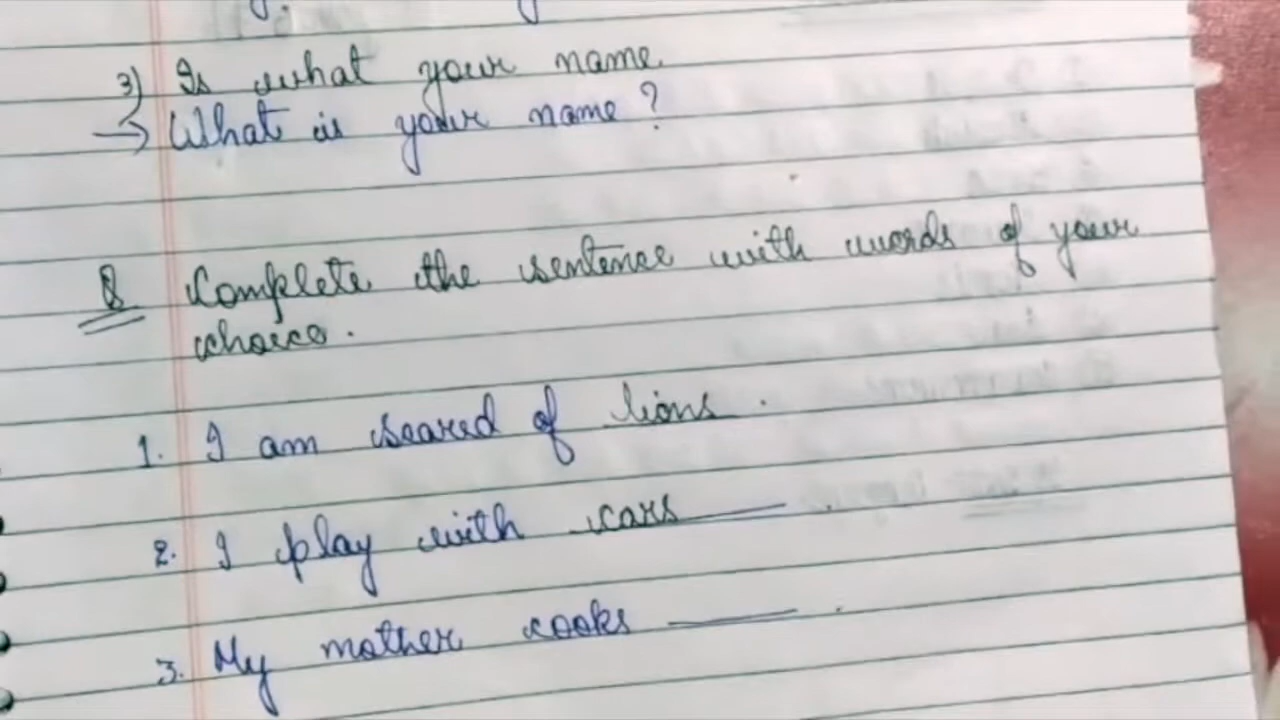 3) Is what your name
→ What is your name?
Q Complete the sentence with words of your
choice.
1. I am scared of lions.
2. I play with cars ——.
3. My mother cooks ——.